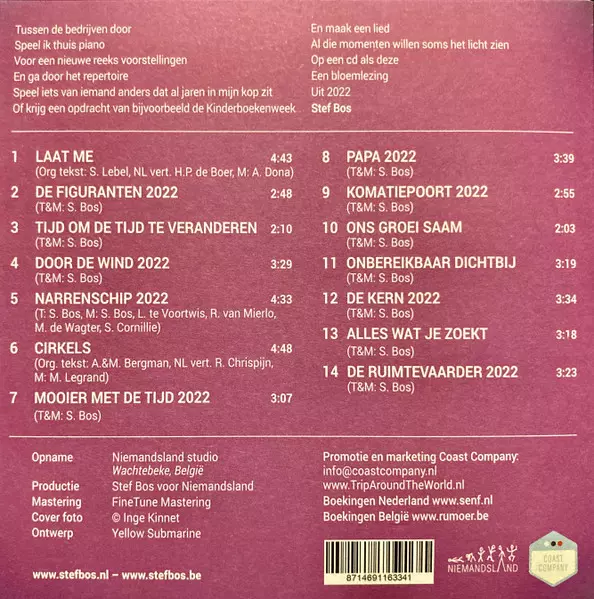 Tussen de bedrijven door
Speel ik thuis piano
Voor een nieuwe reeks voorstellingen
En ga door het repertoire
Speel iets van iemand anders dat al jaren in mijn kop zit
Of krijg een opdracht van bijvoorbeeld de Kinderboekenweek
En maak een lied
Al die momenten willen soms het licht zien
Op een cd als deze
Een bloemlezing
Uit 2022
Stef Bos
1 LAAT ME 4:43
(Org tekst: S. Lebel, NL vert. H.P. de Boer, M: A. Dona)
2 DE FIGURANTEN 2022 2:48
(T&M: S. Bos)
3 TIJD OM DE TIJD TE VERANDEREN 2:10
(T&M: S. Bos)
4 DOOR DE WIND 2022 3:29
(T&M: S. Bos)
5 NARRENSCHIP 2022 4:33
(T: S. Bos, M: S. Bos, L. te Voortwis, R. van Mierlo,
M. de Wagter, S. Cornillie)
6 CIRKELS 4:48
(Org. tekst: A.&M. Bergman, NL vert. R. Chrispijn,
M: M. Legrand)
7 MOOIER MET DE TIJD 2022 3:07
(T&M: S. Bos)
8 PAPA 2022 3:39
(T&M: S. Bos)
9 KOMATIEPOORT 2022 2:55
(T&M: S. Bos)
10 ONS GROEI SAAM 2:03
(T&M: S. Bos)
11 ONBEREIKBAAR DICHTBIJ 3:19
(T&M: S. Bos)
12 DE KERN 2022 3:34
(T&M: S. Bos)
13 ALLES WAT JE ZOEKT 3:18
(T&M: S. Bos)
14 DE RUIMTEVAARDER 2022 3:23
(T&M: S. Bos)
Opname Niemandsland studio
Wachtebeke, België
Productie Stef Bos voor Niemandsland
Mastering FineTune Mastering
Cover foto © Inge Kinnet
Ontwerp Yellow Submarine
www.stefbos.nl – www.stefbos.be
Promotie en marketing Coast Company:
info@coastcompany.nl
www.TripAroundTheWorld.nl
Boekingen Nederland www.senf.nl
Boekingen België www.rumoer.be
8714691163341
NIEMANDSLAND
COAST
COMPANY